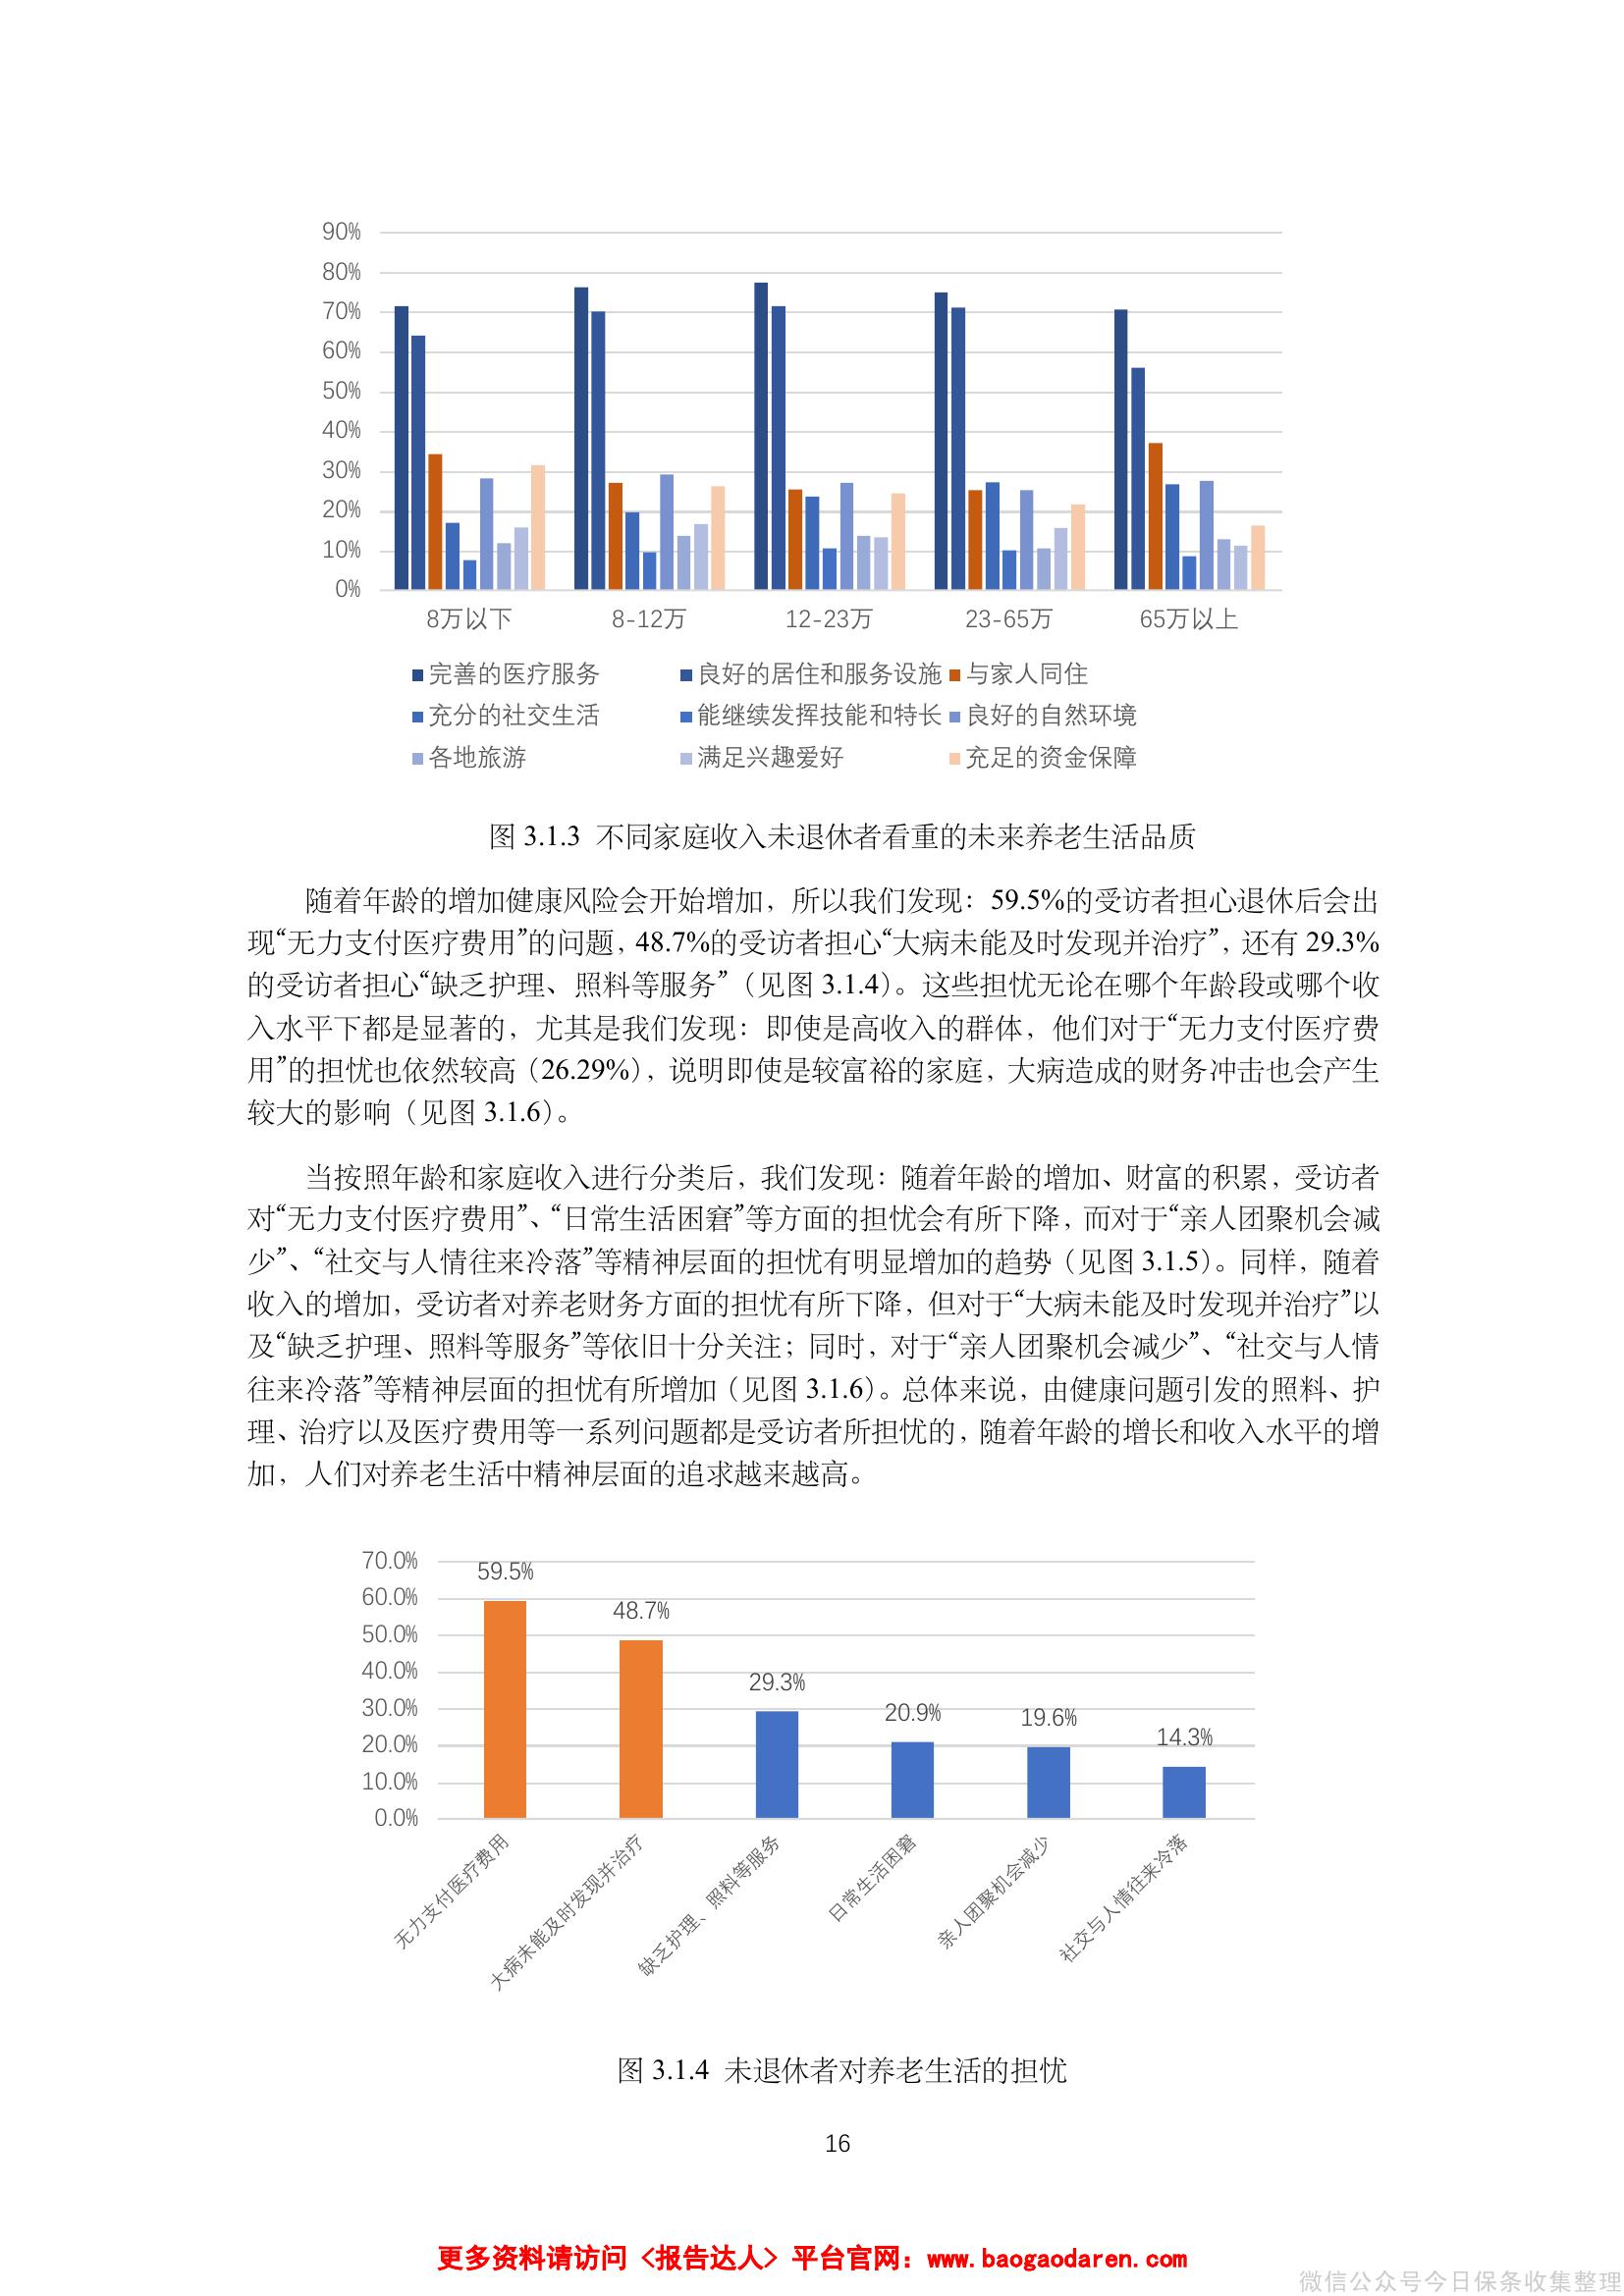 90%
80%
70%
60%
50%
40%
30%
20%
10%
0%
8万以下 8-12万 12-23万 23-65万 65万以上
完善的医疗服务 良好的居住和服务设施 与家人同住
充分的社交生活 能继续发挥技能和特长 良好的自然环境
各地旅游 满足兴趣爱好 充足的资金保障
图 3.1.3 不同家庭收入未退休者看重的未来养老生活品质
随着年龄的增加健康风险会开始增加，所以我们发现：59.5%的受访者担心退休后会出
现“无力支付医疗费用”的问题，48.7%的受访者担心“大病未能及时发现并治疗”，还有 29.3%
的受访者担心“缺乏护理、照料等服务”（见图 3.1.4）。这些担忧无论在哪个年龄段或哪个收
入水平下都是显著的，尤其是我们发现：即使是高收入的群体，他们对于“无力支付医疗费
用”的担忧也依然较高（26.29%），说明即使是较富裕的家庭，大病造成的财务冲击也会产生
较大的影响（见图 3.1.6）。
当按照年龄和家庭收入进行分类后，我们发现：随着年龄的增加、财富的积累，受访者
对“无力支付医疗费用”、“日常生活困窘”等方面的担忧会有所下降，而对于“亲人团聚机会减
少”、“社交与人情往来冷落”等精神层面的担忧有明显增加的趋势（见图 3.1.5）。同样，随着
收入的增加，受访者对养老财务方面的担忧有所下降，但对于“大病未能及时发现并治疗”以
及“缺乏护理、照料等服务”等依旧十分关注；同时，对于“亲人团聚机会减少”、“社交与人情
往来冷落”等精神层面的担忧有所增加（见图 3.1.6）。总体来说，由健康问题引发的照料、护
理、治疗以及医疗费用等一系列问题都是受访者所担忧的，随着年龄的增长和收入水平的增
加，人们对养老生活中精神层面的追求越来越高。
70.0%
60.0%
50.0%
40.0%
30.0%
20.0%
10.0%
0.0%
59.5%
48.7%
29.3%
20.9%
19.6%
14.3%
无力支付医疗费用
大病未能及时发现并治疗
缺乏护理、照料等服务
日常生活困窘
亲人团聚机会减少
社交与人情往来冷落
图 3.1.4 未退休者对养老生活的担忧
16
更多资料请访问《报告达人》平台官网：www.baogaodaren.com
微信公众号今日保条收集整理